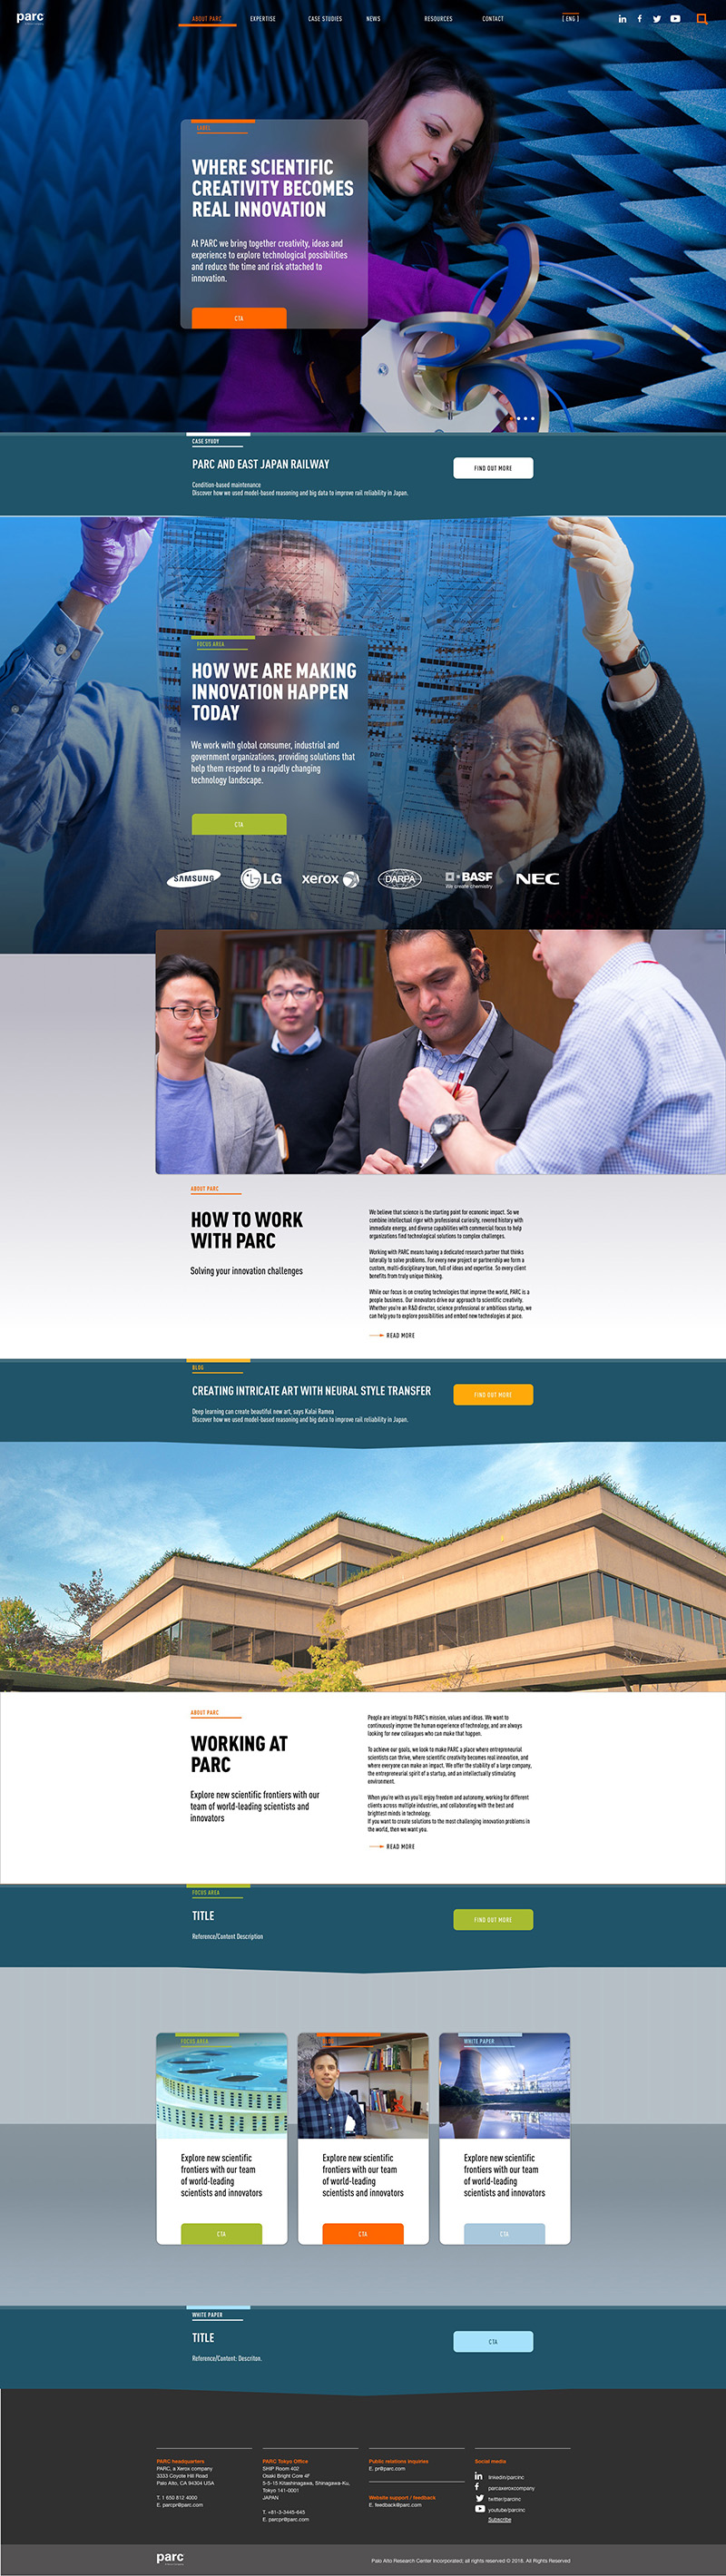 parc
ABOUT PARC
EXPERTISE
CASE STUDIES
NEWS
RESOURCES
CONTACT
[ ENG ]
LABEL
WHERE SCIENTIFIC
CREATIVITY BECOMES
REAL INNOVATION
At PARC we bring together creativity, ideas and
experience to explore technological possibilities
and reduce the time and risk attached to
innovation.
CTA
CASE SYUDY
PARC AND EAST JAPAN RAILWAY
Condition-based maintenance
Discover how we used model-based reasoning and big data to improve rail reliability in Japan.
FIND OUT MORE
FOCUS AREA
HOW WE ARE MAKING
INNOVATION HAPPEN
TODAY
We work with global consumer, industrial and
government organizations, providing solutions that
help them respond to a rapidly changing
technology landscape.
CTA
parc
SAMSUNG
LG
xerox
DARPA
BASF
We create chemistry
NEC
ABOUT PARC
HOW TO WORK
WITH PARC
Solving your innovation challenges
We believe that science is the starting point for economic impact. So we
combine intellectual rigor with professional curiosity, revered history with
immediate energy, and diverse capabilities with commercial focus to help
organizations find technological solutions to complex challenges.
Working with PARC means having a dedicated research partner that thinks
laterally to solve problems. For every new project or partnership we form a
custom, multi-disciplinary team, full of ideas and expertise. So every client
benefits from truly unique thinking.
While our focus is on creating technologies that improve the world, PARC is a
people business. Our innovators drive our approach to scientific creativity.
Whether you're an R&D director, science professional or ambitious startup, we
can help you to explore possibilities and embed new technologies at pace.
READ MORE
BLOG
CREATING INTRICATE ART WITH NEURAL STYLE TRANSFER
Deep learning can create beautiful new art, says Kalai Ramea
Discover how we used model-based reasoning and big data to improve rail reliability in Japan.
FIND OUT MORE
ABOUT PARC
WORKING AT
PARC
Explore new scientific frontiers with our
team of world-leading scientists and
innovators
People are integral to PARC's mission, values and ideas. We want to
continuously improve the human experience of technology, and are always
looking for new colleagues who can make that happen.
To achieve our goals, we look to make PARC a place where entrepreneurial
scientists can thrive, where scientific creativity becomes real innovation, and
where everyone can make an impact. We offer the stability of a large company,
the entrepreneurial spirit of a startup, and an intellectually stimulating
environment.
When you're with us you'll enjoy freedom and autonomy, working for different
clients across multiple industries, and collaborating with the best and
brightest minds in technology.
If you want to create solutions to the most challenging innovation problems in
the world, then we want you.
READ MORE
FOCUS AREA
TITLE
Reference/Content Description
FIND OUT MORE
FOCUS AREA
Explore new scientific
frontiers with our team
of world-leading
scientists and innovators
CTA
Explore new scientific
frontiers with our team
of world-leading
scientists and innovators
CTA
WHITE PAPER
Explore new scientific
frontiers with our team
of world-leading
scientists and innovators
CTA
WHITE PAPER
TITLE
Reference/Content: Descriton.
CTA
PARC headquarters
PARC, a Xerox company
3333 Coyote Hill Road
Palo Alto, CA 94304 USA
T. 1 650 812 4000
E. parcpr@parc.com
PARC Tokyo Office
SHIP Room 402
Osaki Bright Core 4F
5-5-15 Kitashinagawa, Shinagawa-Ku,
Tokyo 141-0001
JAPAN
T. +81-3-3445-645
E. parcpr@parc.com
Public relations inquiries
E. pr@parc.com
Website support / feedback
E. feedback@parc.com
Social media
linkedin/parcinc
parcaxeroxcompany
twitter/parcinc
youtube/parcinc
Subscribe
parc
Palo Alto Research Center Incorporated; all rights reserved © 2018. All Rights Reserved